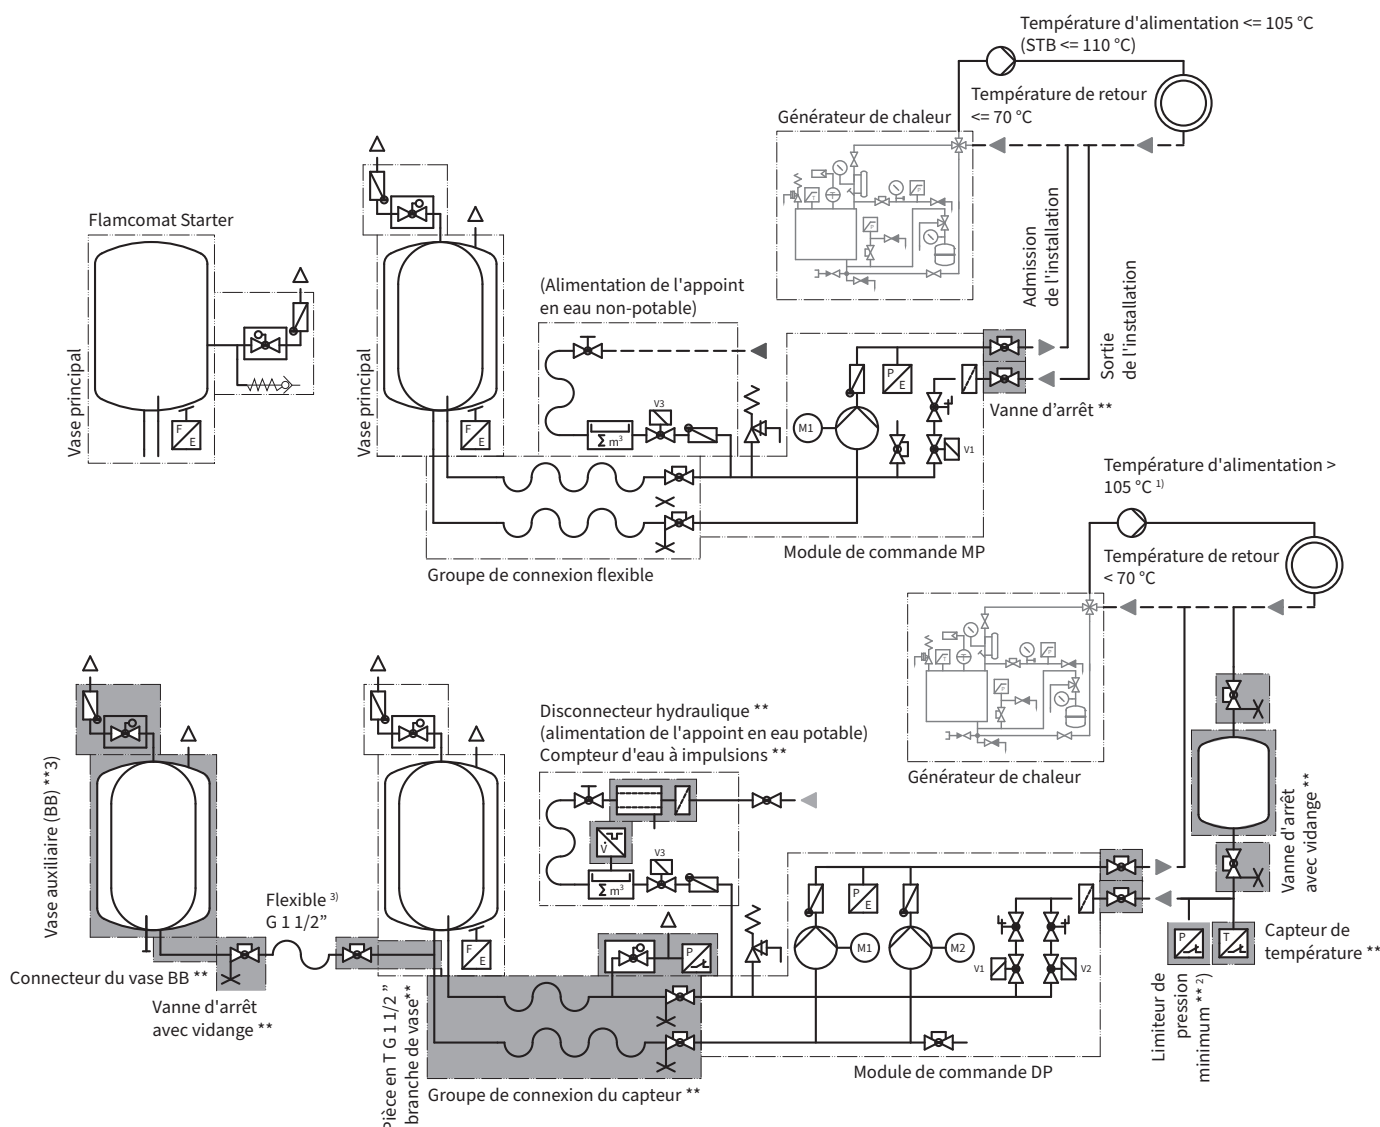 Température d'alimentation <= 105 °C
(STB <= 110 °C)
Température de retour
<= 70 °C
Générateur de chaleur
Flamcomat Starter
Vase principal
F
E
Vase principal
F
E
(Alimentation de l'appoint
en eau non-potable)
V3
Σ m³
M1
P
E
V1
Admission
de l'installation
Sortie
de l'installation
Vanne d’arrêt **
Module de commande MP
Groupe de connexion flexible
Température d'alimentation >
105 °C 1)
Température de retour
< 70 °C
Générateur de chaleur
Disconnecteur hydraulique **
(alimentation de l'appoint en eau potable)
Compteur d'eau à impulsions **
V3
Σ m³
Vase auxiliaire (BB) **3)
Flexible 3)
G 1 1/2”
Connecteur du vase BB **
Vanne d'arrêt
avec vidange **
F
E
P
Pièce en T G 1 1/2 ”
branche de vase**
Groupe de connexion du capteur **
P
E
M1
M2
V1
V2
Module de commande DP
Vanne d'arrêt
avec vidange **
P
T
Capteur de
température **
Limiteur de
pression
minimum ** 2)